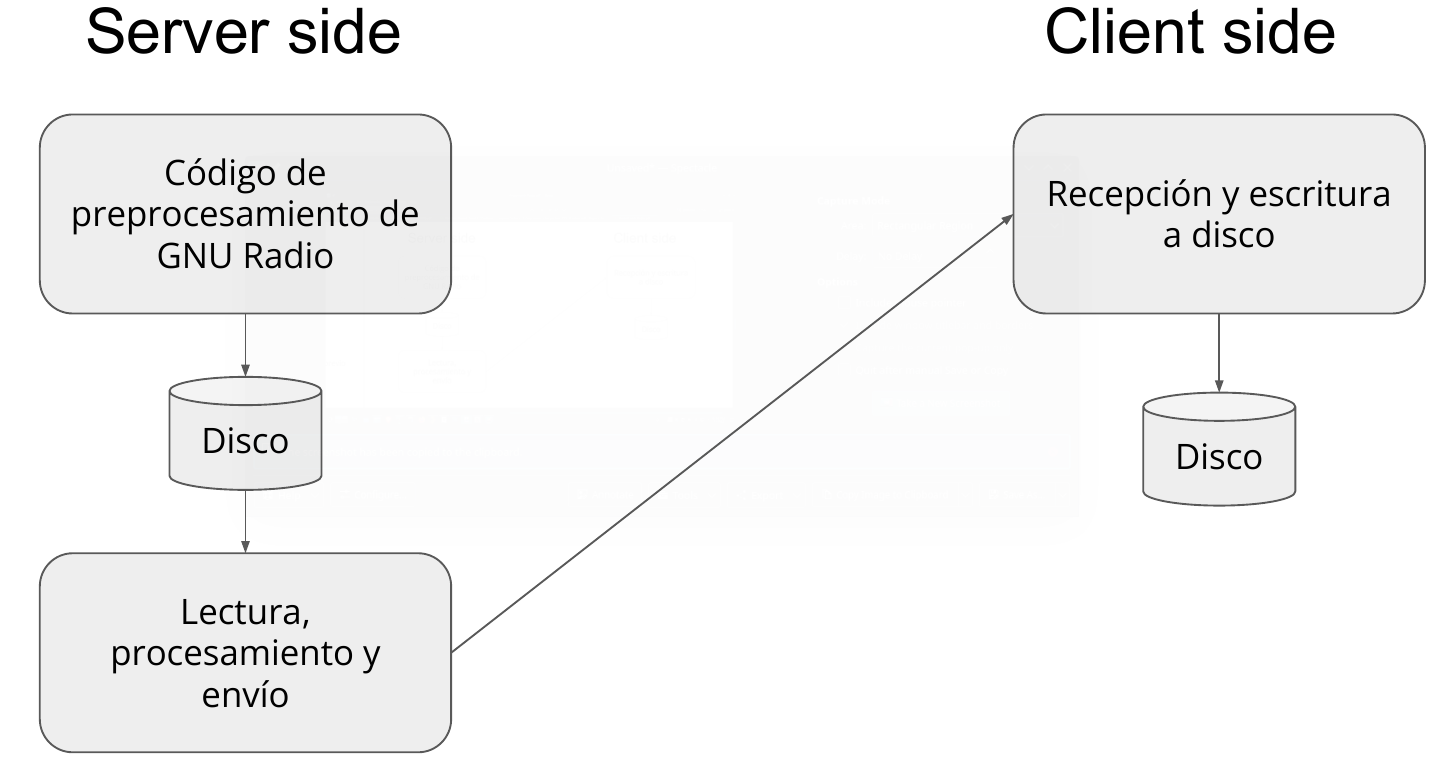 Server side
Client side
Código de
preprocesamiento de
GNU Radio
Recepción y escritura
a disco
Disco
Disco
Lectura,
procesamiento y
envío